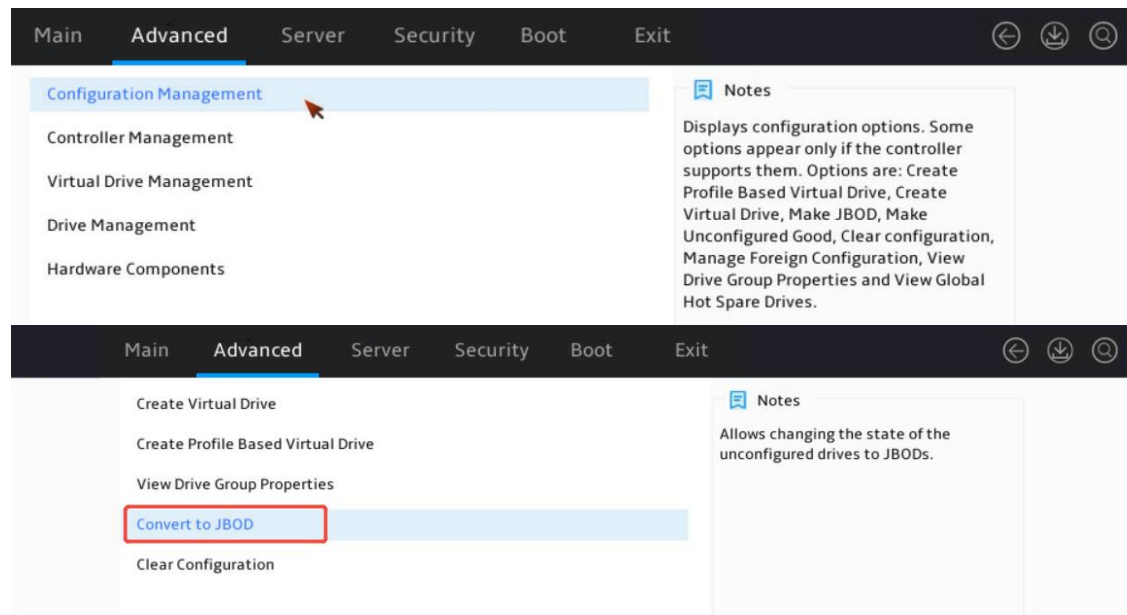 Main Advanced Server Security Boot Exit
Configuration Management
Controller Management
Virtual Drive Management
Drive Management
Hardware Components
Notes
Displays configuration options. Some
options appear only if the controller
supports them. Options are: Create
Profile Based Virtual Drive, Create
Virtual Drive, Make JBOD, Make
Unconfigured Good, Clear configuration,
Manage Foreign Configuration, View
Drive Group Properties and View Global
Hot Spare Drives.
Main Advanced Server Security Boot Exit
Create Virtual Drive
Create Profile Based Virtual Drive
View Drive Group Properties
Convert to JBOD
Clear Configuration
Notes
Allows changing the state of the
unconfigured drives to JBODs.